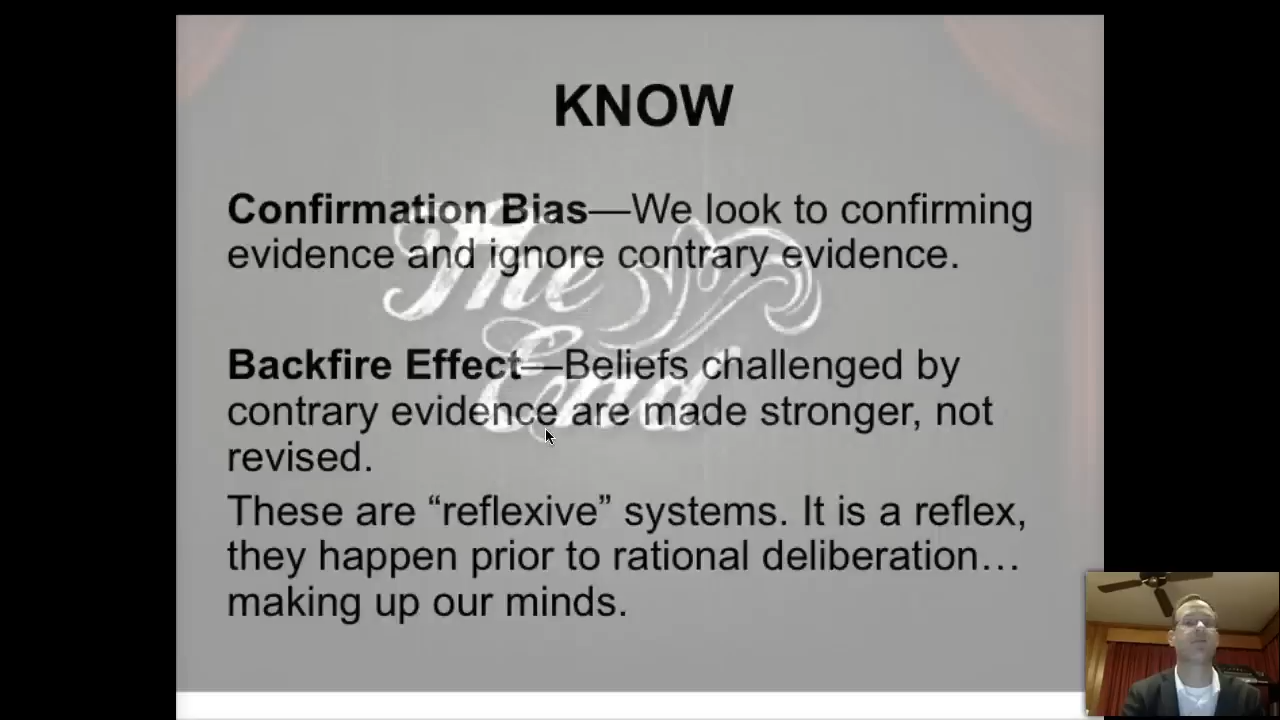 KNOW
Confirmation Bias—We look to confirming
evidence and ignore contrary evidence.
The
End
Backfire Effect—Beliefs challenged by
contrary evidence are made stronger, not
revised.
These are “reflexive” systems. It is a reflex,
they happen prior to rational deliberation…
making up our minds.